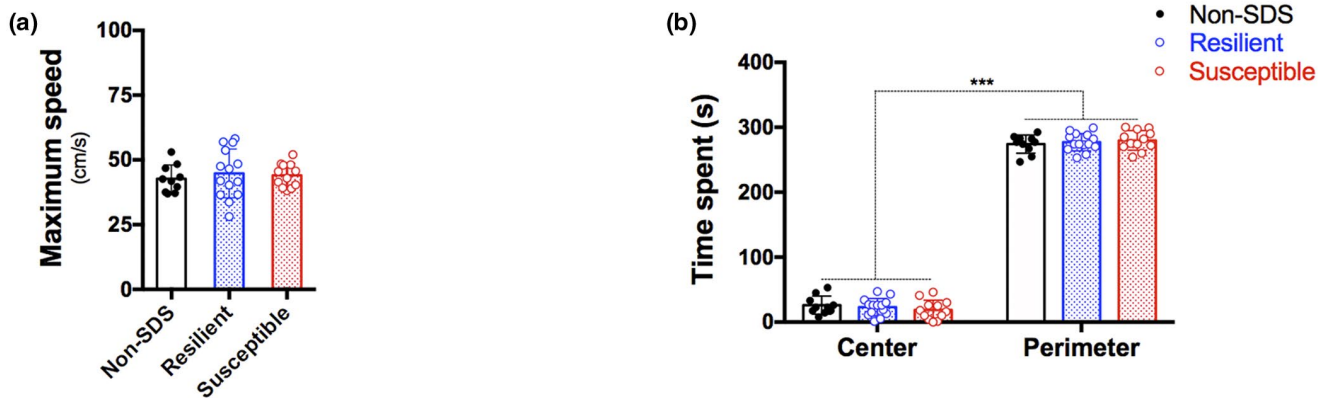 (a)
Maximum speed
(cm/s)
100
75
50
25
0
Non-SDS
Resilient
Susceptible
(b)
Non-SDS
Resilient
Susceptible
Time spent (s)
400
300
200
100
0
***
Center
Perimeter